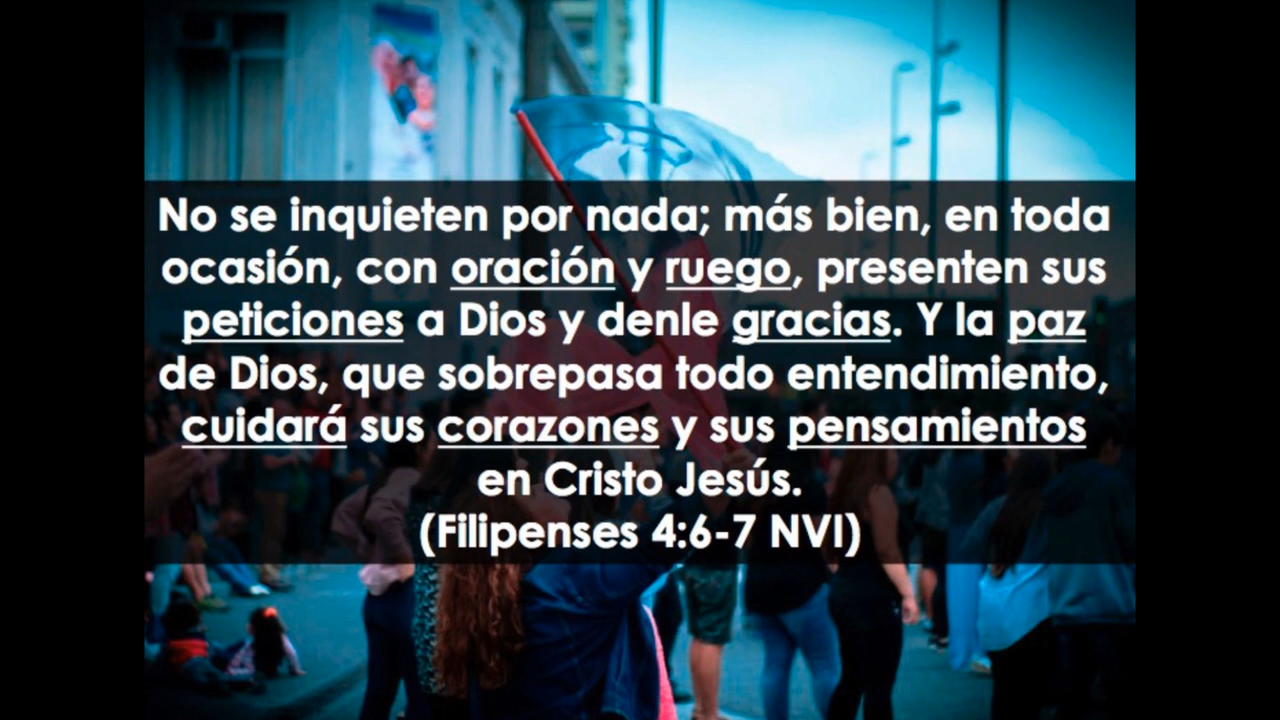 No se inquieten por nada; más bien, en toda
ocasión, con oración y ruego, presenten sus
peticiones a Dios y denle gracias. Y la paz
de Dios, que sobrepasa todo entendimiento,
cuidará sus corazones y sus pensamientos
en Cristo Jesús.
(Filipenses 4:6-7 NVI)